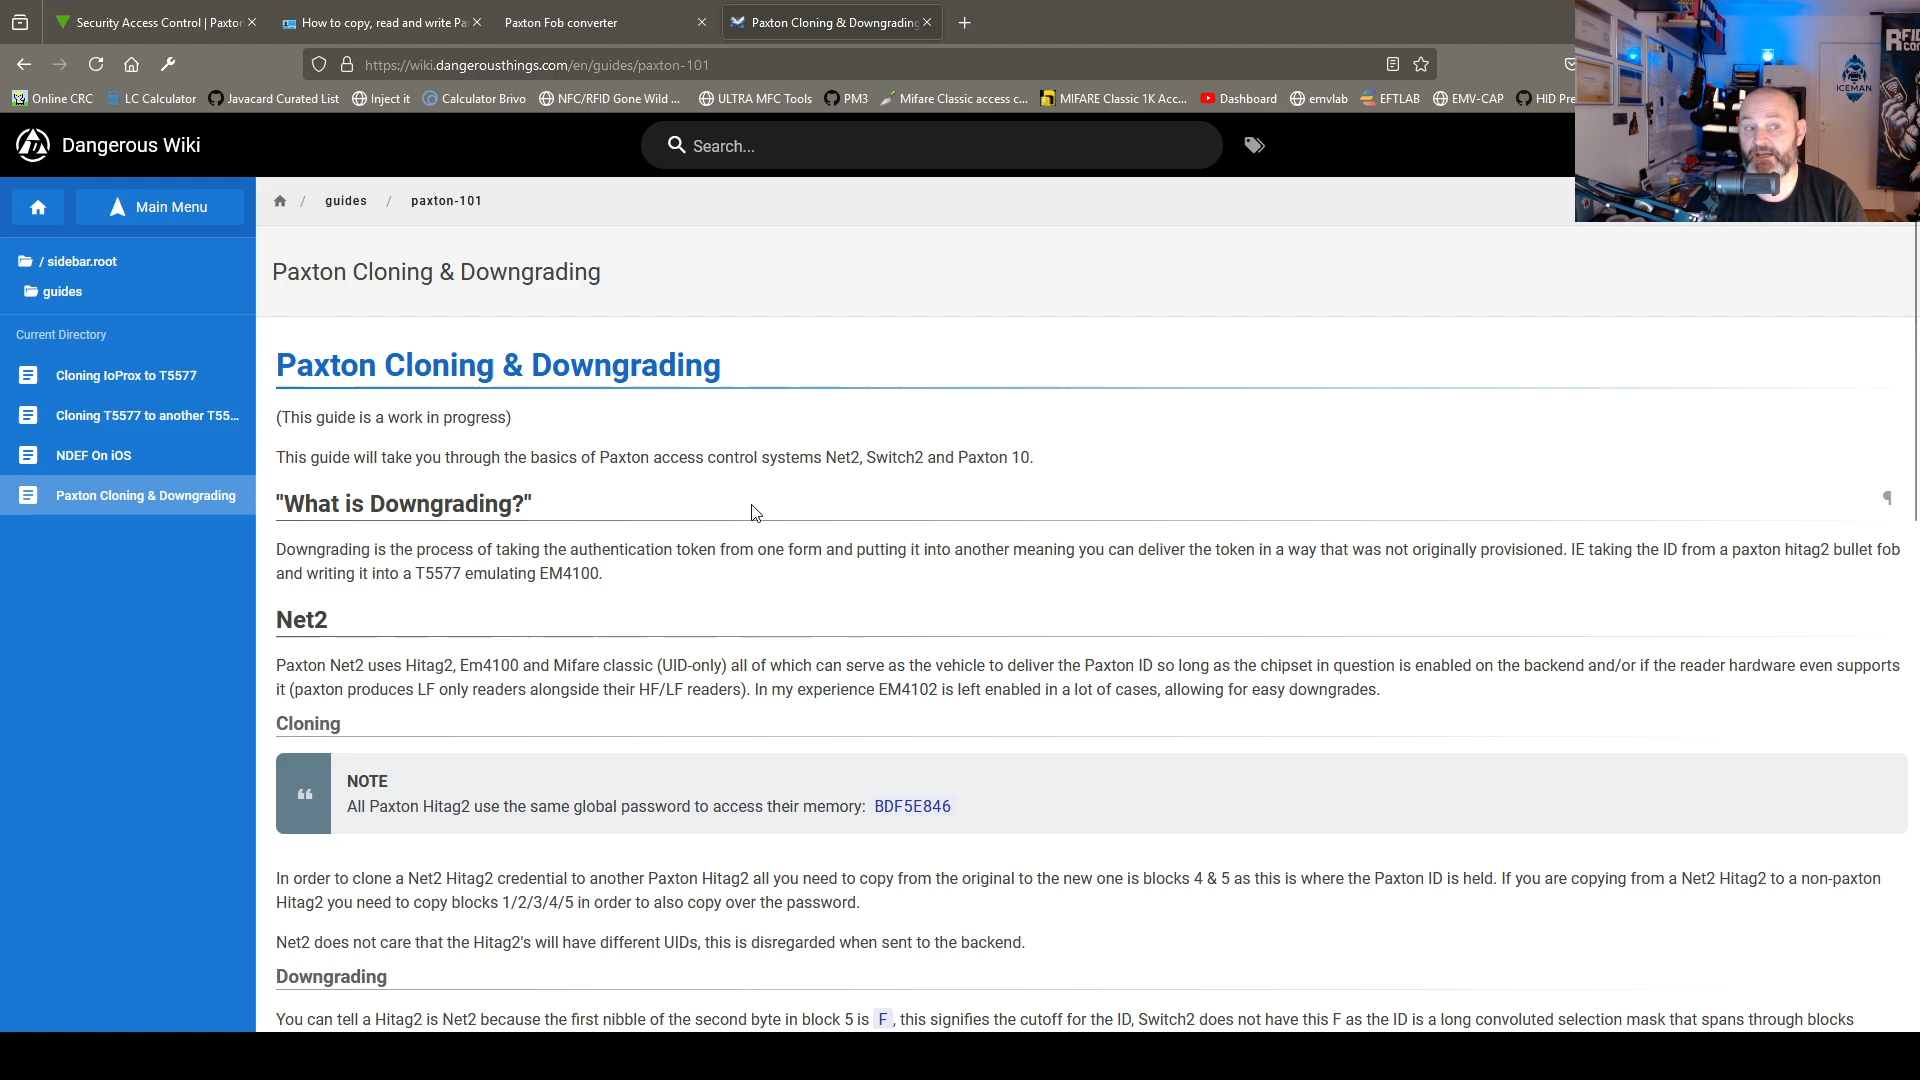 Security Access Control | Paxton
How to copy, read and write Pa
Paxton Fob converter
Paxton Cloning & Downgrading
https://wiki.dangerousthings.com/en/guides/paxton-101
Online CRC
LC Calculator
Javacard Curated List
Inject it
Calculator Brivo
NFC/RFID Gone Wild ...
ULTRA MFC Tools
PM3
Mifare Classic access c...
MIFARE Classic 1K Acc...
Dashboard
emvlab
EFTLAB
EMV-CAP
HID Pre
ICEMAN
Dangerous Wiki
Search...
Main Menu
/ sidebar.root
guides
Current Directory
Cloning IoProx to T5577
Cloning T5577 to another T55...
NDEF On iOS
Paxton Cloning & Downgrading
/ guides / paxton-101
Paxton Cloning & Downgrading
Paxton Cloning & Downgrading
(This guide is a work in progress)
This guide will take you through the basics of Paxton access control systems Net2, Switch2 and Paxton 10.
"What is Downgrading?"
¶
Downgrading is the process of taking the authentication token from one form and putting it into another meaning you can deliver the token in a way that was not originally provisioned. IE taking the ID from a paxton hitag2 bullet fob
and writing it into a T5577 emulating EM4100.
Net2
Paxton Net2 uses Hitag2, Em4100 and Mifare classic (UID-only) all of which can serve as the vehicle to deliver the Paxton ID so long as the chipset in question is enabled on the backend and/or if the reader hardware even supports
it (paxton produces LF only readers alongside their HF/LF readers). In my experience EM4102 is left enabled in a lot of cases, allowing for easy downgrades.
Cloning
NOTE
All Paxton Hitag2 use the same global password to access their memory: BDF5E846
In order to clone a Net2 Hitag2 credential to another Paxton Hitag2 all you need to copy from the original to the new one is blocks 4 & 5 as this is where the Paxton ID is held. If you are copying from a Net2 Hitag2 to a non-paxton
Hitag2 you need to copy blocks 1/2/3/4/5 in order to also copy over the password.
Net2 does not care that the Hitag2's will have different UIDs, this is disregarded when sent to the backend.
Downgrading
You can tell a Hitag2 is Net2 because the first nibble of the second byte in block 5 is F, this signifies the cutoff for the ID, Switch2 does not have this F as the ID is a long convoluted selection mask that spans through blocks